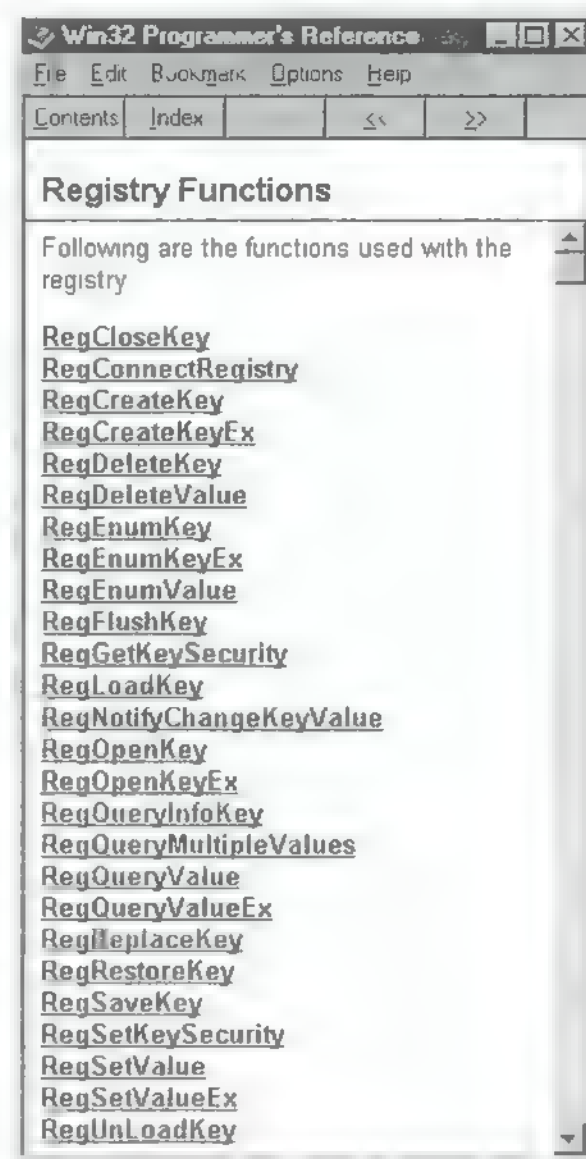 Win32 Programmer's Reference
File Edit Bookmark Options Help
Contents Index << >>
Registry Functions
Following are the functions used with the
registry
RegCloseKey
RegConnectRegistry
RegCreateKey
RegCreateKeyEx
RegDeleteKey
RegDeleteValue
RegEnumKey
RegEnumKeyEx
RegEnumValue
RegFlushKey
RegGetKeySecurity
RegLoadKey
RegNotifyChangeKeyValue
RegOpenKey
RegOpenKeyEx
RegQueryInfoKey
RegQueryMultipleValues
RegQueryValue
RegQueryValueEx
RegReplaceKey
RegRestoreKey
RegSaveKey
RegSetKeySecurity
RegSetValue
RegSetValueEx
RegUnLoadKey